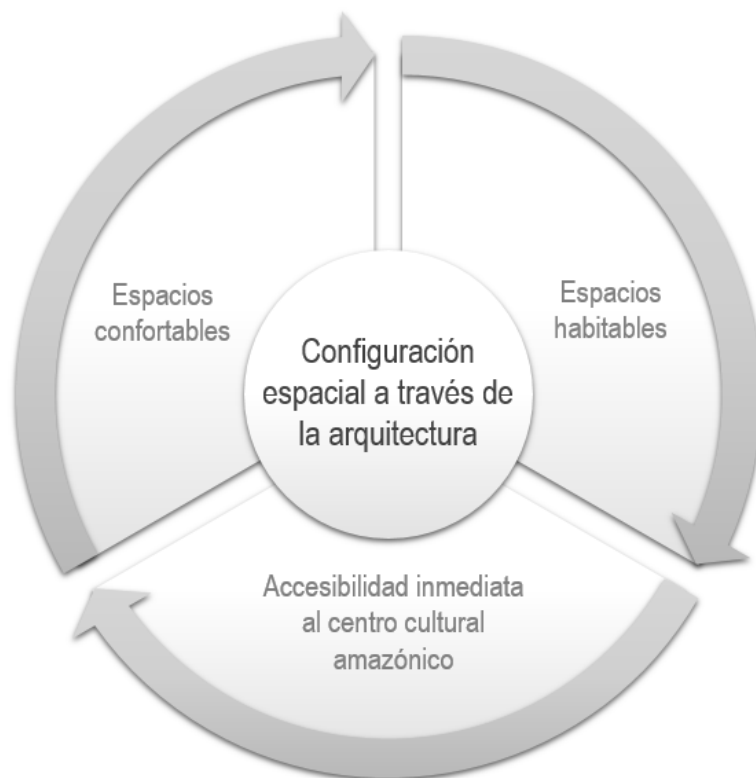 Espacios
confortables
Espacios
habitables
Configuración
espacial a través de
la arquitectura
Accesibilidad inmediata
al centro cultural
amazónico